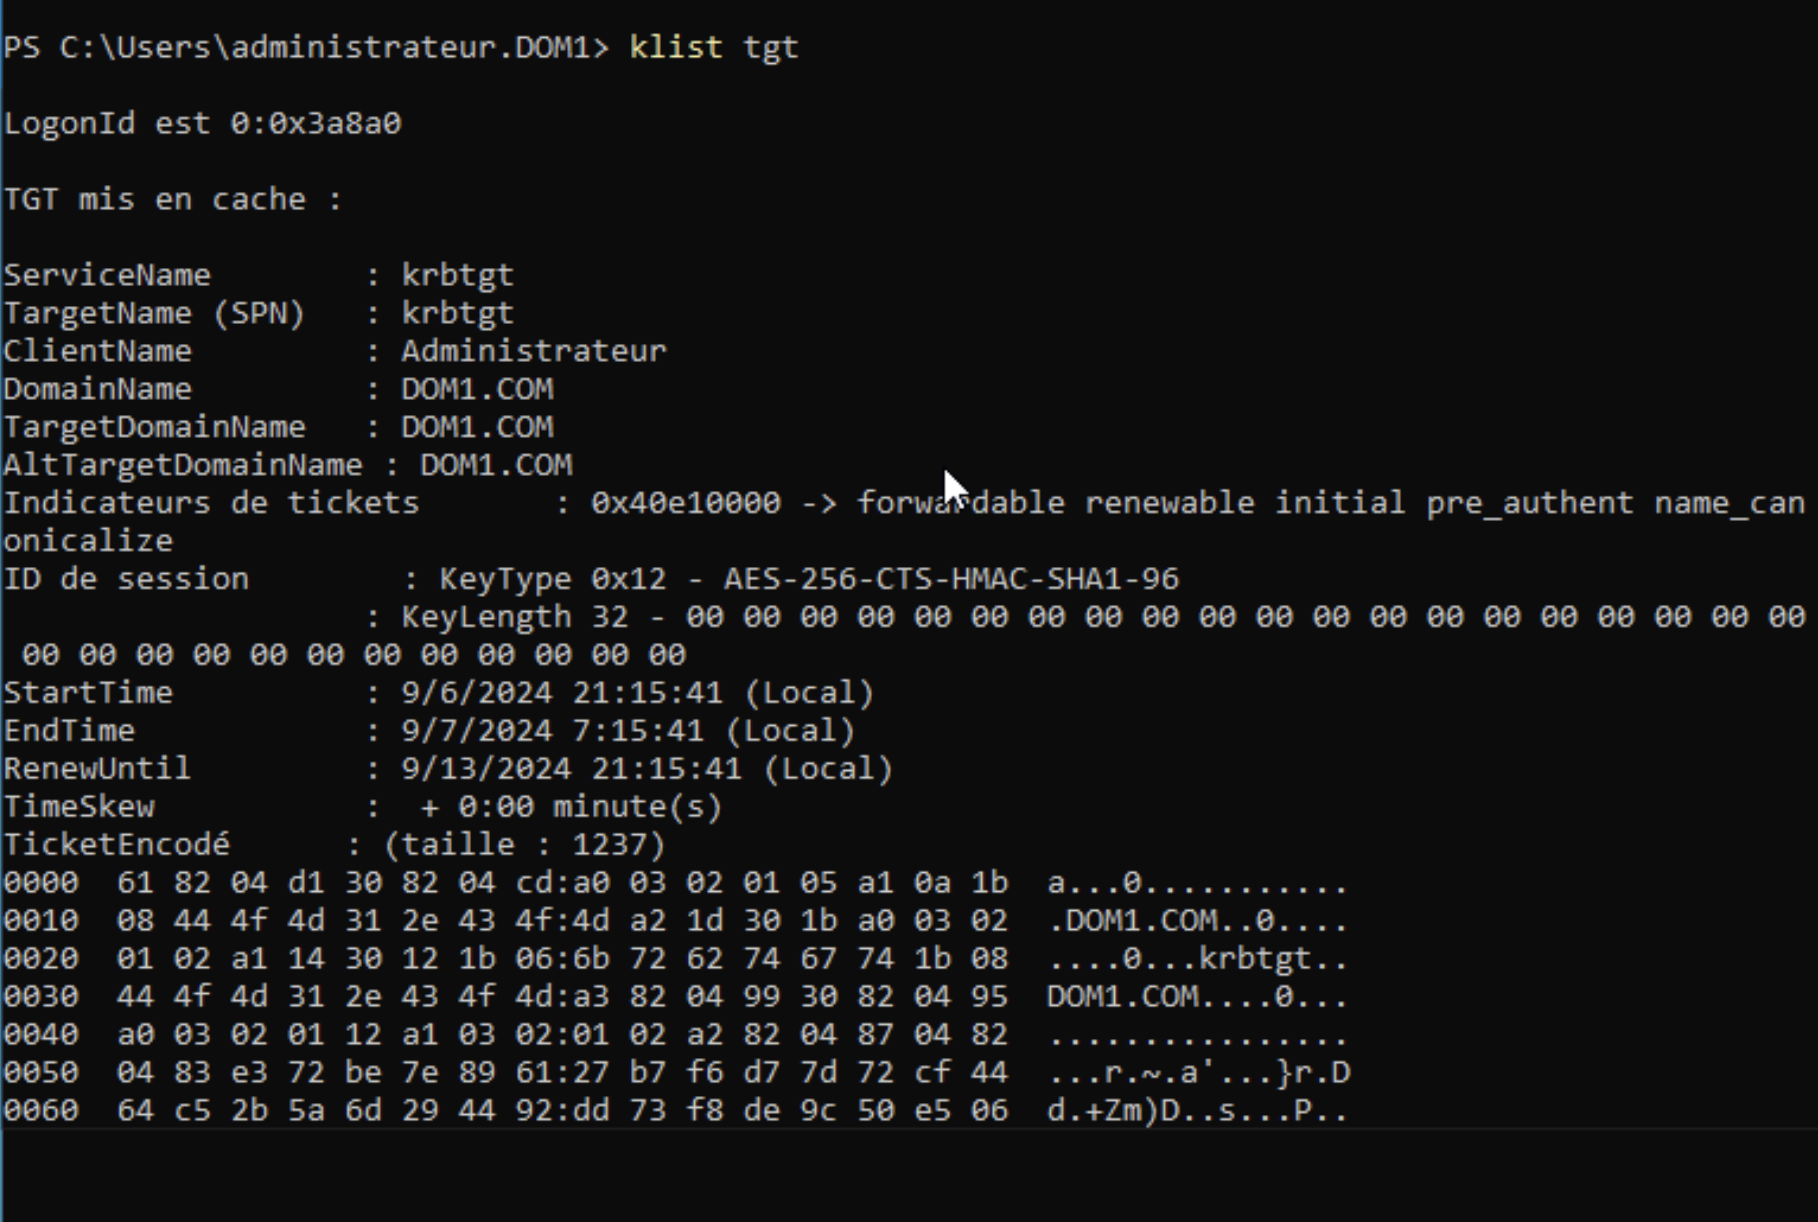 PS C:\Users\administrateur.DOM1> klist tgt
LogonId est 0:0x3a8a0
TGT mis en cache :
ServiceName        : krbtgt
TargetName (SPN)   : krbtgt
ClientName         : Administrateur
DomainName         : DOM1.COM
TargetDomainName   : DOM1.COM
AltTargetDomainName : DOM1.COM
Indicateurs de tickets       : 0x40e10000 -> forwardable renewable initial pre_authent name_can
onicalize
ID de session        : KeyType 0x12 - AES-256-CTS-HMAC-SHA1-96
                   : KeyLength 32 - 00 00 00 00 00 00 00 00 00 00 00 00 00 00 00 00 00 00 00 00
 00 00 00 00 00 00 00 00 00 00 00 00
StartTime          : 9/6/2024 21:15:41 (Local)
EndTime            : 9/7/2024 7:15:41 (Local)
RenewUntil         : 9/13/2024 21:15:41 (Local)
TimeSkew           :  + 0:00 minute(s)
TicketEncodé      : (taille : 1237)
0000  61 82 04 d1 30 82 04 cd:a0 03 02 01 05 a1 0a 1b  a...0...........
0010  08 44 4f 4d 31 2e 43 4f:4d a2 1d 30 1b a0 03 02  .DOM1.COM..0....
0020  01 02 a1 14 30 12 1b 06:6b 72 62 74 67 74 1b 08  ....0...krbtgt..
0030  44 4f 4d 31 2e 43 4f 4d:a3 82 04 99 30 82 04 95  DOM1.COM....0...
0040  a0 03 02 01 12 a1 03 02:01 02 a2 82 04 87 04 82  ................
0050  04 83 e3 72 be 7e 89 61:27 b7 f6 d7 7d 72 cf 44  ...r.~.a'...}r.D
0060  64 c5 2b 5a 6d 29 44 92:dd 73 f8 de 9c 50 e5 06  d.+Zm)D..s...P..